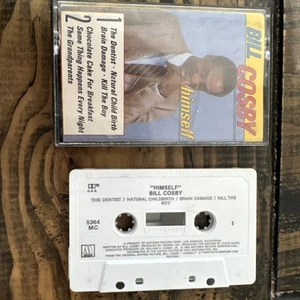 BILL COSBY
himself
1 The Dentist • Natural Child Birth
Brain Damage • Kill The Boy
2 Chocolate Cake For Breakfast
Same Thing Happens Every Night
The Grandparents
"HIMSELF"
BILL COSBY
THE DENTIST / NATURAL CHILDBIRTH / BRAIN DAMAGE / KILL THE
BOY
5364
MC
1